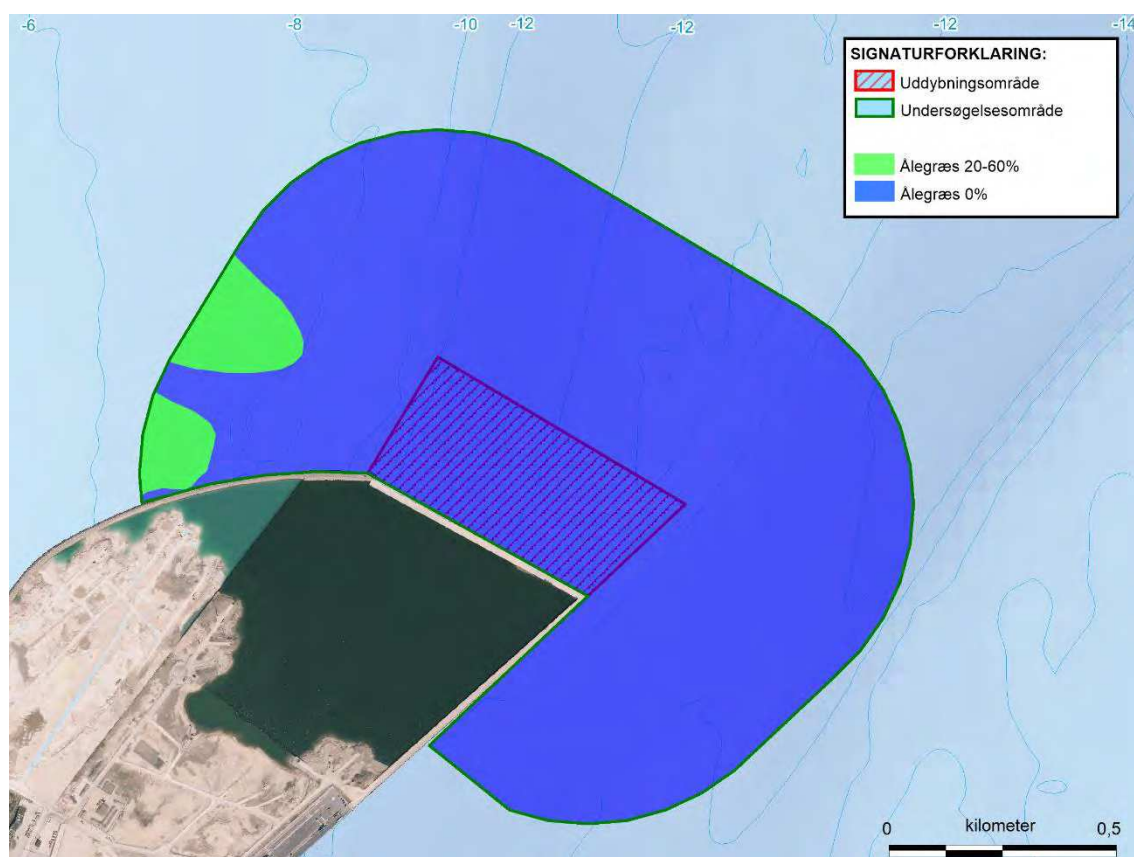 -6
-8
-10
-12
-12
-12
-14
SIGNATURFORKLARING:
Uddybningsområde
Undersøgelsesområde
Ålegræs 20-60%
Ålegræs 0%
0
kilometer
0,5